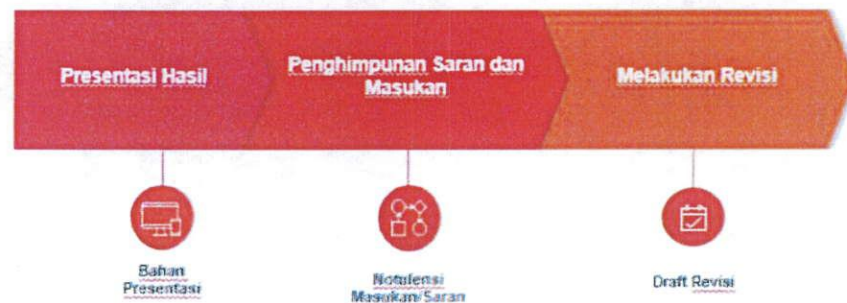 Presentasi Hasil
Penghimpunan Saran dan
Masukan
Melakukan Revisi
Bahan
Presentasi
Notulensi
Masukan/Saran
Draft Revisi